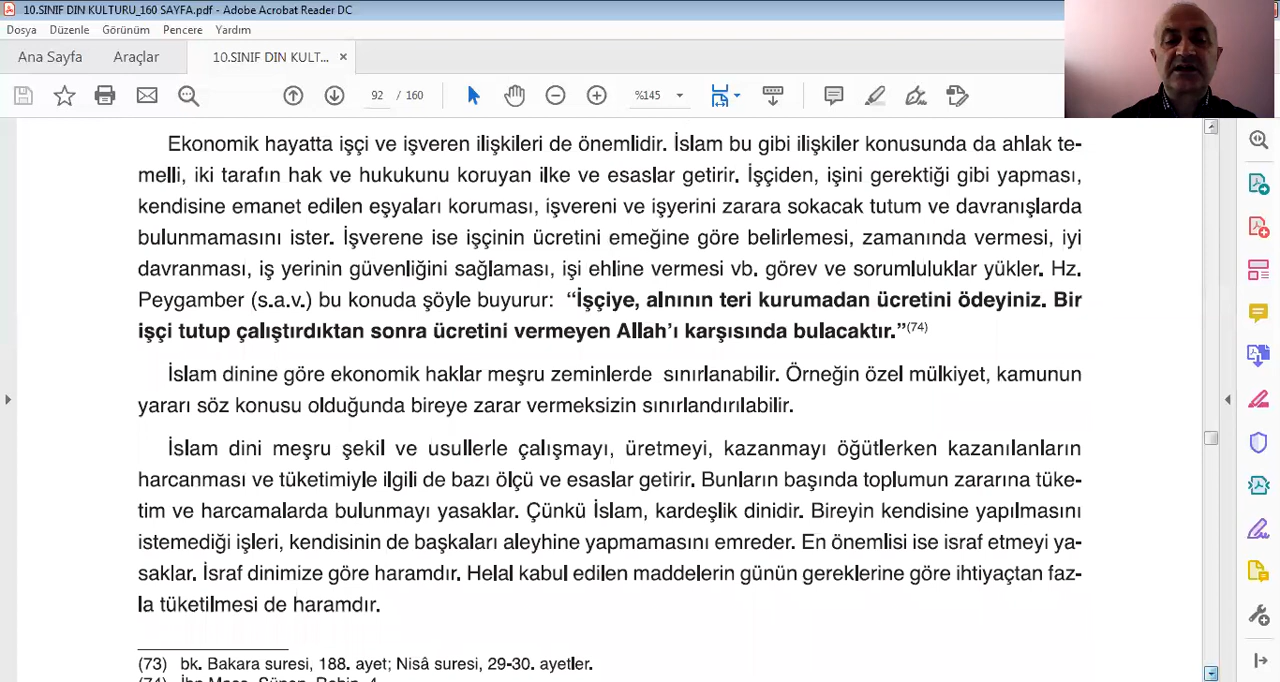 10.SINIF DIN KULTURU_160 SAYFA.pdf - Adobe Acrobat Reader DC
Dosya Düzenle Görünüm Pencere Yardım
Ana Sayfa Araçlar 10.SINIF DIN KULT... ×
92 / 160 %145
Ekonomik hayatta işçi ve işveren ilişkileri de önemlidir. İslam bu gibi ilişkiler konusunda da ahlak te-
melli, iki tarafın hak ve hukukunu koruyan ilke ve esaslar getirir. İşçiden, işini gerektiği gibi yapması,
kendisine emanet edilen eşyaları koruması, işvereni ve işyerini zarara sokacak tutum ve davranışlarda
bulunmamasını ister. İşverene ise işçinin ücretini emeğine göre belirlemesi, zamanında vermesi, iyi
davranması, iş yerinin güvenliğini sağlaması, işi ehline vermesi vb. görev ve sorumluluklar yükler. Hz.
Peygamber (s.a.v.) bu konuda şöyle buyurur: “İşçiye, alnının teri kurumadan ücretini ödeyiniz. Bir
işçi tutup çalıştırdıktan sonra ücretini vermeyen Allah’ı karşısında bulacaktır.”(74)
İslam dinine göre ekonomik haklar meşru zeminlerde sınırlanabilir. Örneğin özel mülkiyet, kamunun
yararı söz konusu olduğunda bireye zarar vermeksizin sınırlandırılabilir.
İslam dini meşru şekil ve usullerle çalışmayı, üretmeyi, kazanmayı öğütlerken kazanılanların
harcanması ve tüketimiyle ilgili de bazı ölçü ve esaslar getirir. Bunların başında toplumun zararına tüke-
tim ve harcamalarda bulunmayı yasaklar. Çünkü İslam, kardeşlik dinidir. Bireyin kendisine yapılmasını
istemediği işleri, kendisinin de başkaları aleyhine yapmamasını emreder. En önemlisi ise israf etmeyi ya-
saklar. İsraf dinimize göre haramdır. Helal kabul edilen maddelerin günün gereklerine göre ihtiyaçtan faz-
la tüketilmesi de haramdır.
(73) bk. Bakara suresi, 188. ayet; Nisâ suresi, 29-30. ayetler.